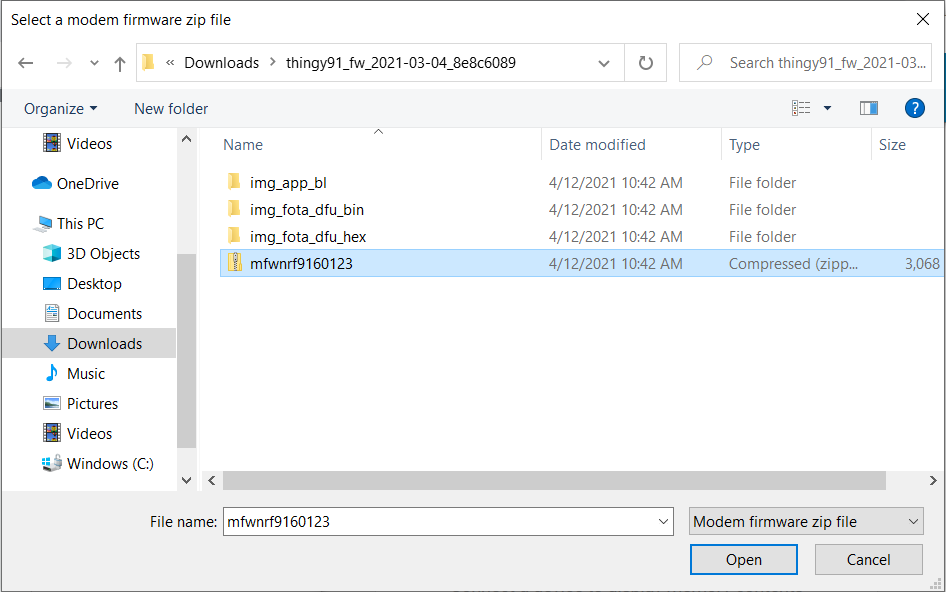 Select a modem firmware zip file
« Downloads > thingy91_fw_2021-03-04_8e8c6089
Search thingy91_fw_2021-03...
Organize New folder ?
Name Date modified Type Size
Videos
OneDrive
This PC
3D Objects
Desktop
Documents
Downloads
Music
Pictures
Videos
Windows (C:)
img_app_bl 4/12/2021 10:42 AM File folder
img_fota_dfu_bin 4/12/2021 10:42 AM File folder
img_fota_dfu_hex 4/12/2021 10:42 AM File folder
mfwnrf9160123 4/12/2021 10:42 AM Compressed (zipp... 3,068
File name: mfwnrf9160123 Modem firmware zip file
Open Cancel